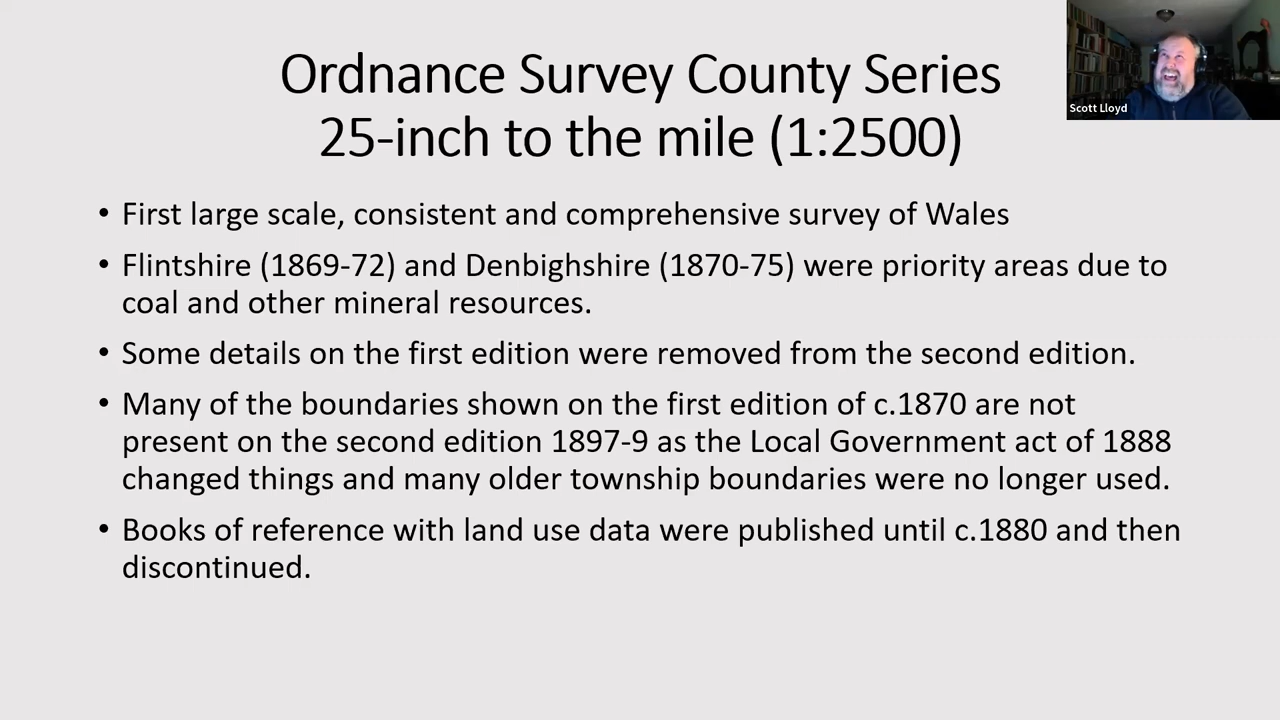 Ordnance Survey County Series
25-inch to the mile (1:2500)
Scott Lloyd
• First large scale, consistent and comprehensive survey of Wales
• Flintshire (1869-72) and Denbighshire (1870-75) were priority areas due to
coal and other mineral resources.
• Some details on the first edition were removed from the second edition.
• Many of the boundaries shown on the first edition of c.1870 are not
present on the second edition 1897-9 as the Local Government act of 1888
changed things and many older township boundaries were no longer used.
• Books of reference with land use data were published until c.1880 and then
discontinued.